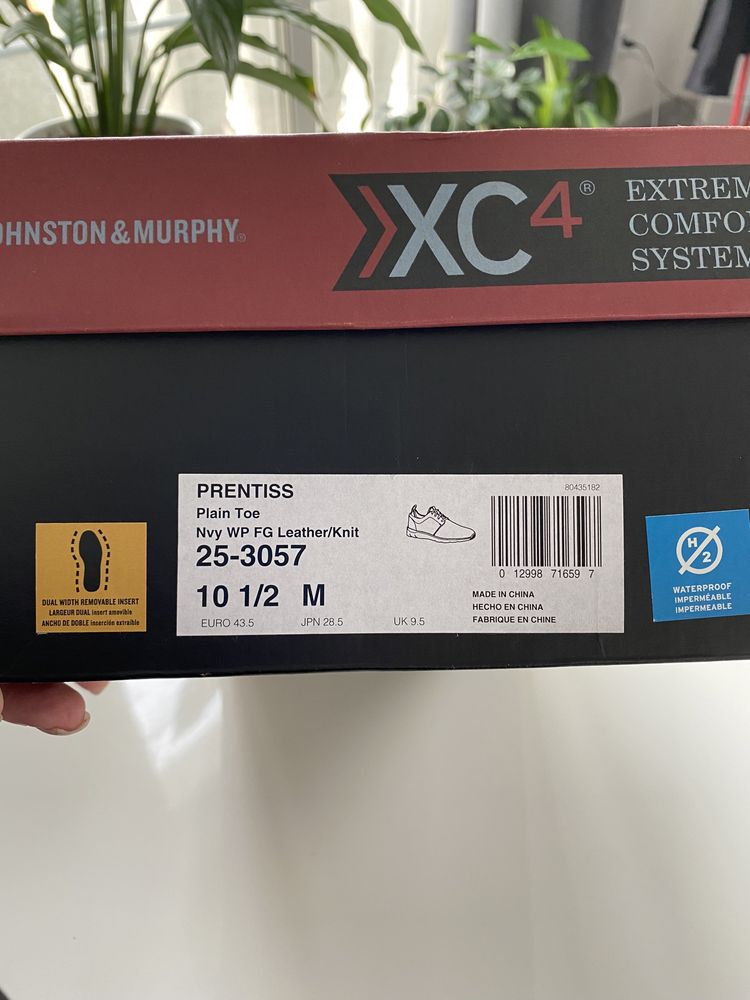 OHNSTON & MURPHY®
XC4®
EXTREM
COMFO
SYSTEM
PRENTISS
Plain Toe
Nvy WP FG Leather/Knit
25-3057
10 1/2 M
EURO 43.5 JPN 28.5 UK 9.5
80435182
0 12998 71659 7
MADE IN CHINA
HECHO EN CHINA
FABRIQUE EN CHINE
DUAL WIDTH REMOVABLE INSERT
LARGEUR DUAL insert amovible
ANCHO DE DOBLE inserción extraíble
H2
WATERPROOF
IMPERMÉABLE
IMPERMEABLE